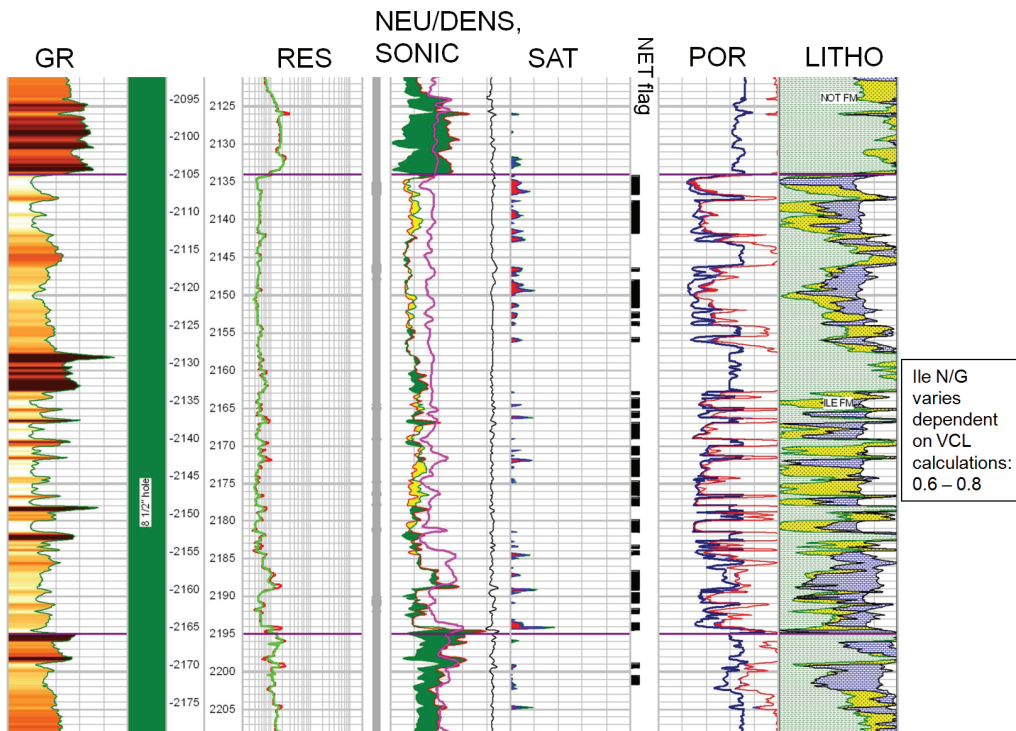 GR
RES
NEU/DENS,
SONIC
SAT
NET flag
POR
LITHO
-2095
-2100
-2105
-2110
-2115
-2120
-2125
-2130
-2135
-2140
-2145
-2150
-2155
-2160
-2165
-2170
-2175
8 1/2" hole
2125
2130
2135
2140
2145
2150
2155
2160
2165
2170
2175
2180
2185
2190
2195
2200
2205
NOT FM
ILE FM
Ile N/G
varies
dependent
on VCL
calculations:
0.6 – 0.8